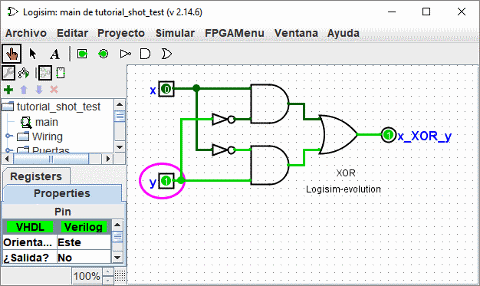 Logisim: main de tutorial_shot_test (v 2.14.6)
Archivo Editar Proyecto Simular FPGAMenu Ventana Ayuda
A
tutorial_shot_test
main
Wiring
Puertas
Registers
Properties
Pin
VHDL Verilog
Orienta... Este
¿Salida? No
100%
x 0
y 1
1 x_XOR_y
XOR
Logisim-evolution